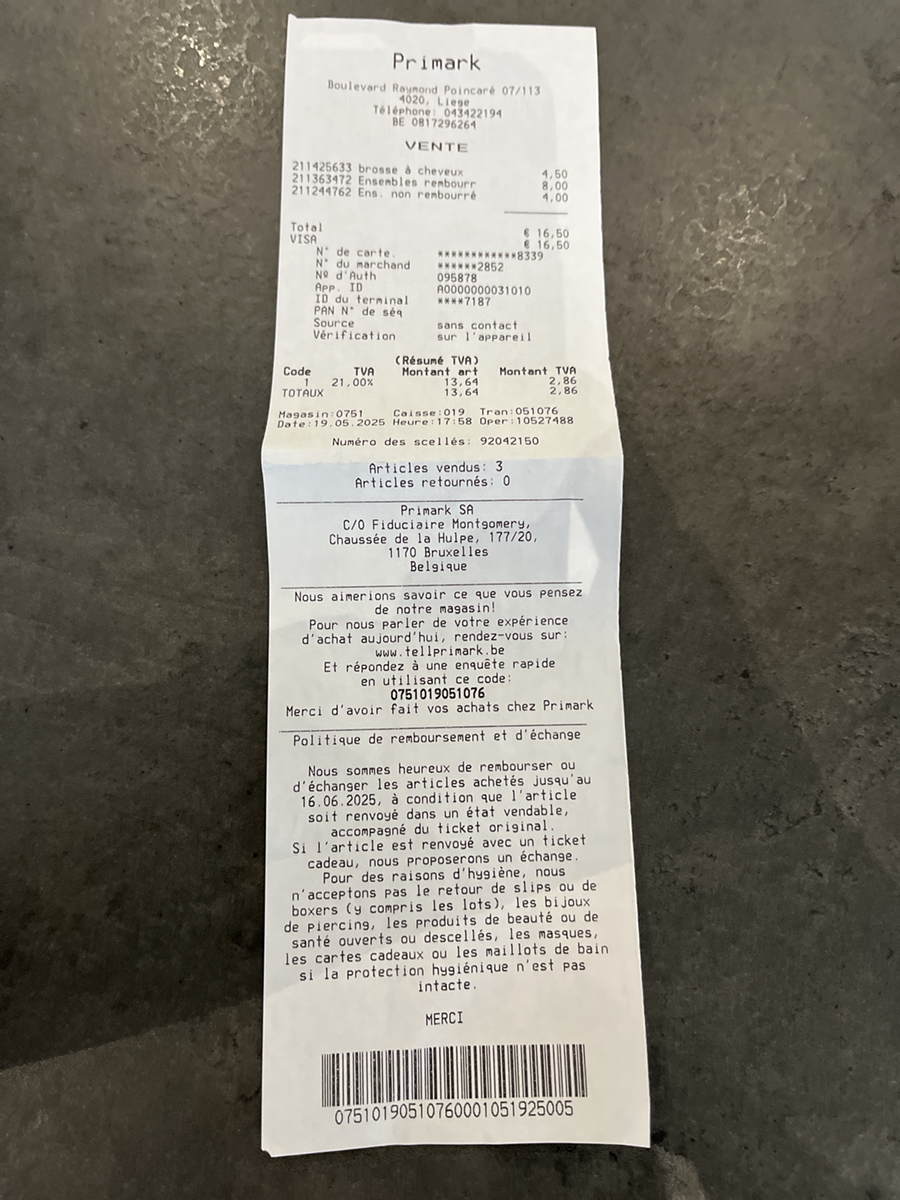 Primark
Boulevard Raymond Poincaré 07/113
4020, Liege
Téléphone: 043422194
BE 0817296264
VENTE
211425633 brosse à cheveux 4,50
211363472 Ensembles rembourr 8,00
211244762 Ens. non rembourré 4,00
Total € 16,50
VISA € 16,50
N° de carte. ************8339
N° du marchand ******2852
Nº d'Auth 095878
App. ID A0000000031010
ID du terminal ****7187
PAN N° de séq
Source sans contact
Vérification sur l'appareil
(Résumé TVA)
Code TVA Montant art Montant TVA
1 21,00% 13,64 2,86
TOTAUX 13,64 2,86
Magasin:0751 Caisse:019 Tran:051076
Date:19.05.2025 Heure:17:58 Oper:10527488
Numéro des scellés: 92042150
Articles vendus: 3
Articles retournés: 0
Primark SA
C/O Fiduciaire Montgomery,
Chaussée de la Hulpe, 177/20,
1170 Bruxelles
Belgique
Nous aimerions savoir ce que vous pensez
de notre magasin!
Pour nous parler de votre expérience
d'achat aujourd'hui, rendez-vous sur:
www.tellprimark.be
Et répondez à une enquête rapide
en utilisant ce code:
0751019051076
Merci d'avoir fait vos achats chez Primark
Politique de remboursement et d'échange
Nous sommes heureux de rembourser ou
d'échanger les articles achetés jusqu'au
16.06.2025, à condition que l'article
soit renvoyé dans un état vendable,
accompagné du ticket original.
Si l'article est renvoyé avec un ticket
cadeau, nous proposerons un échange.
Pour des raisons d'hygiène, nous
n'acceptons pas le retour de slips ou de
boxers (y compris les lots), les bijoux
de piercing, les produits de beauté ou de
santé ouverts ou descellés, les masques,
les cartes cadeaux ou les maillots de bain
si la protection hygiénique n'est pas
intacte.
MERCI
07510190510760001051925005